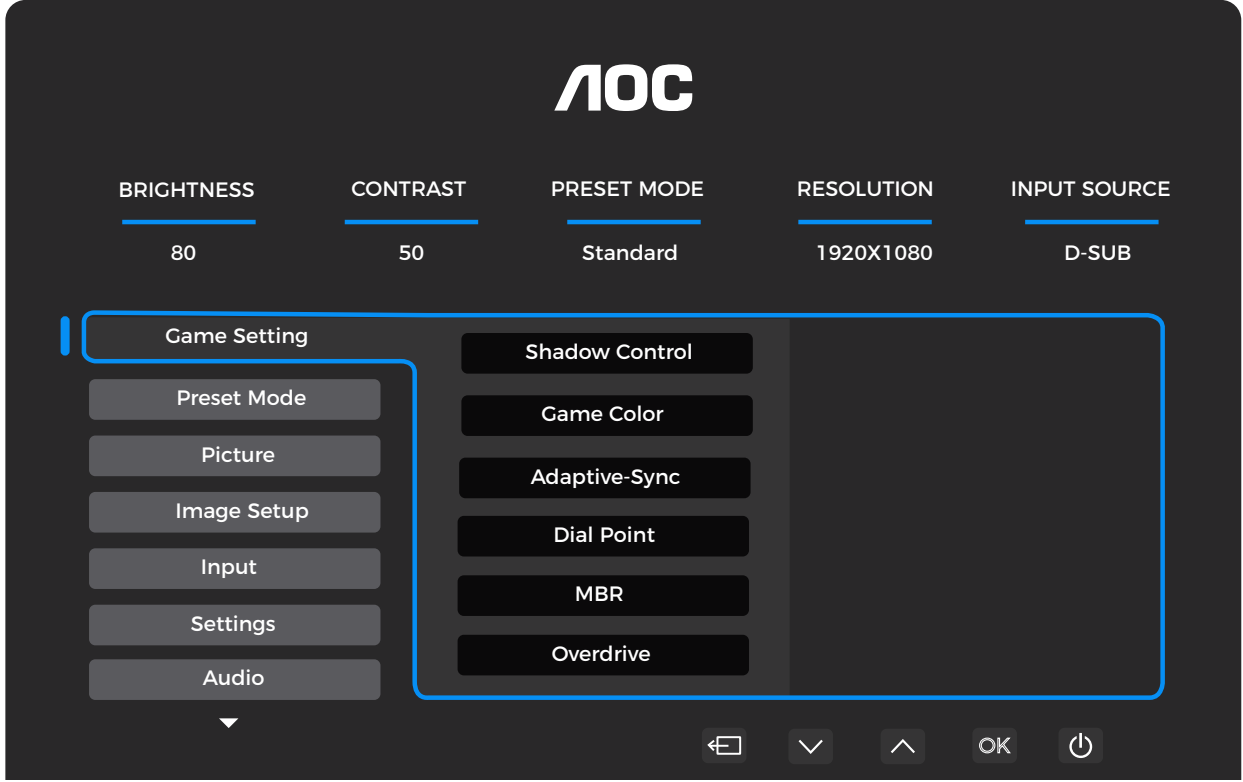 AOC
BRIGHTNESS CONTRAST PRESET MODE RESOLUTION INPUT SOURCE
80 50 Standard 1920X1080 D-SUB
Game Setting
Preset Mode
Picture
Image Setup
Input
Settings
Audio
Shadow Control
Game Color
Adaptive-Sync
Dial Point
MBR
Overdrive
OK